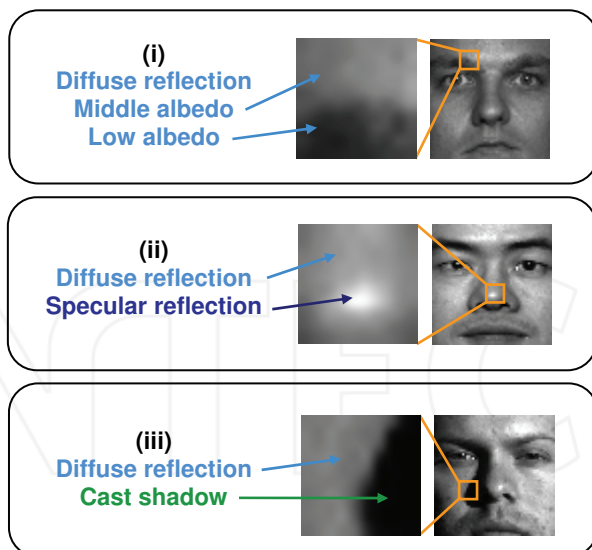 (i)
Diffuse reflection
Middle albedo
Low albedo
(ii)
Diffuse reflection
Specular reflection
(iii)
Diffuse reflection
Cast shadow